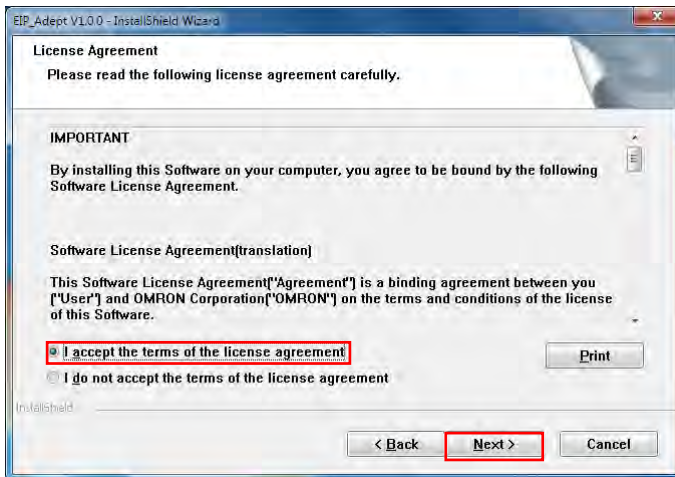 EIP_Adept V1.0.0 - InstallShield Wizard
License Agreement
Please read the following license agreement carefully.
IMPORTANT
By installing this Software on your computer, you agree to be bound by the following
Software License Agreement.
Software License Agreement(translation)
This Software License Agreement("Agreement") is a binding agreement between you
("User") and OMRON Corporation("OMRON") on the terms and conditions of the license
of this Software.
I accept the terms of the license agreement
Print
I do not accept the terms of the license agreement
InstallShield
< Back Next > Cancel